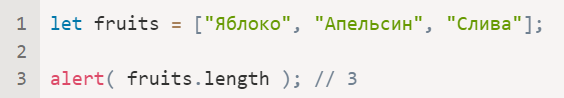 1 let fruits = ["Яблоко", "Апельсин", "Слива"];
2
3 alert( fruits.length ); // 3